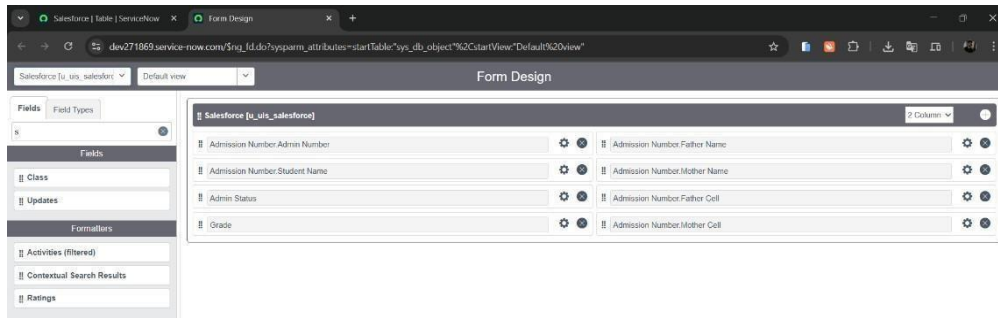 Salesforce | Table | ServiceNow
Form Design
dev271869.service-now.com/$ng_fd.do?sysparm_attributes=startTable:"sys_db_object"%2CstartView:"Default%20view"
Salesforce [u_uis_salesforc
Default view
Form Design
Fields
Field Types
s
Fields
Class
Updates
Formatters
Activities (filtered)
Contextual Search Results
Ratings
Salesforce [u_uis_salesforce]
2 Column
Admission Number.Admin Number
Admission Number.Father Name
Admission Number.Student Name
Admission Number.Mother Name
Admin Status
Admission Number.Father Cell
Grade
Admission Number.Mother Cell